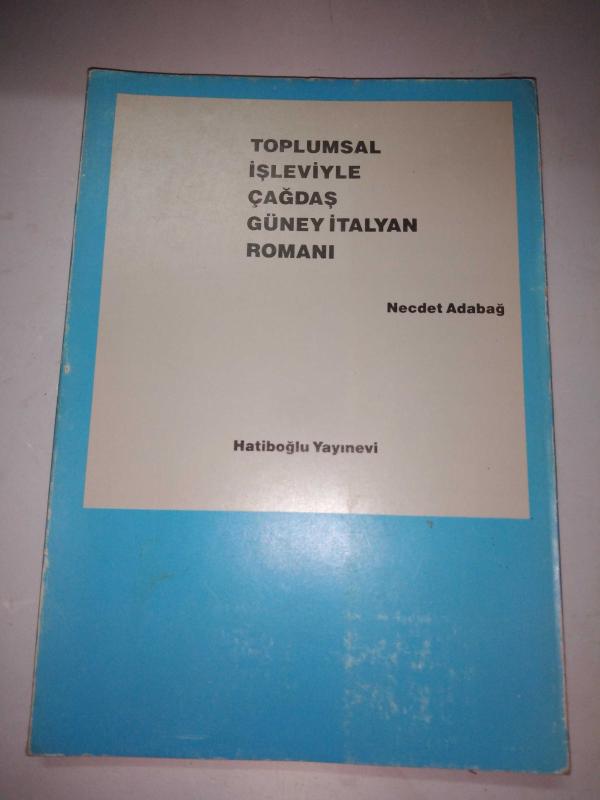 TOPLUMSAL
İŞLEVİYLE
ÇAĞDAŞ
GÜNEY İTALYAN
ROMANI
Necdet Adabağ
Hatiboğlu Yayınevi